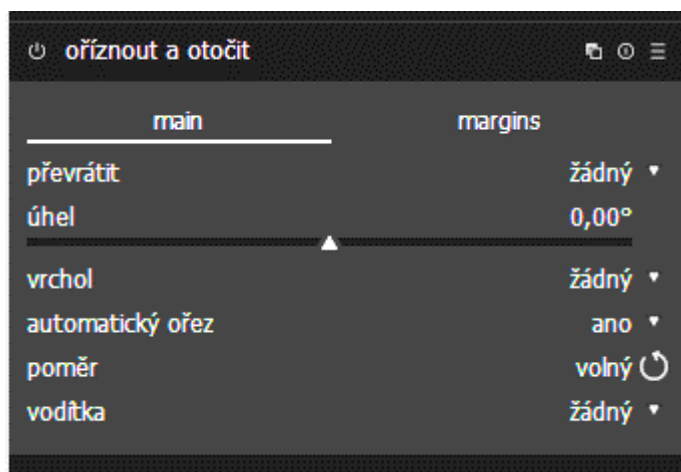 oříznout a otočit
main margins
převrátit žádný
úhel 0,00°
vrchol žádný
automatický ořez ano
poměr volný
vodítka žádný